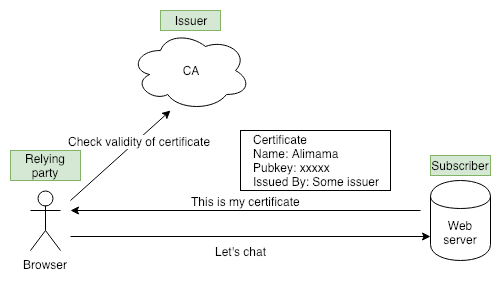 Issuer
CA
Check validity of certificate
Certificate
Name: Alimama
Pubkey: xxxxx
Issued By: Some issuer
Relying
party
Subscriber
This is my certificate
Web
server
Let's chat
Browser